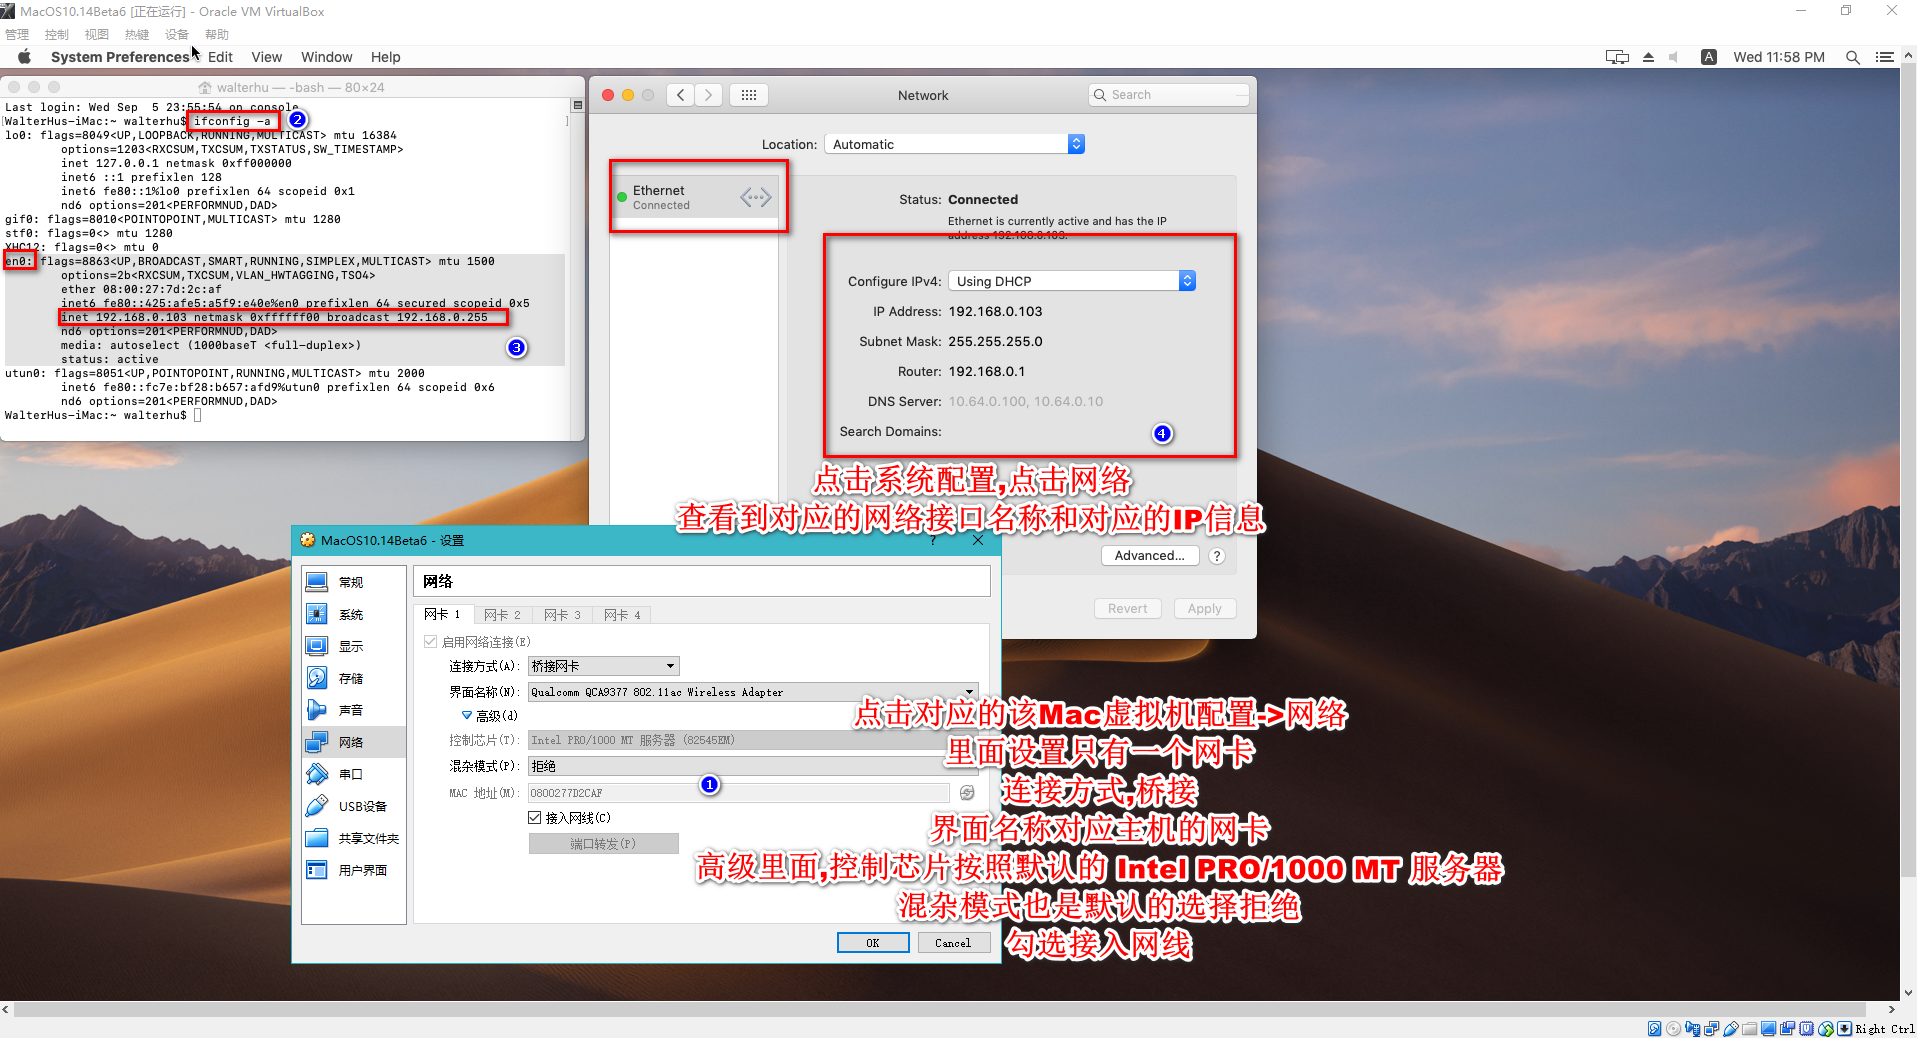 MacOS10.14Beta6 [正在运行] - Oracle VM VirtualBox
管理 控制 视图 热键 设备 帮助
System Preferences Edit View Window Help
A Wed 11:58 PM
walterhu — -bash — 80×24
Last login: Wed Sep  5 23:55:54 on console
WalterHus-iMac:~ walterhu$ ifconfig -a
2
lo0: flags=8049<UP,LOOPBACK,RUNNING,MULTICAST> mtu 16384
options=1203<RXCSUM,TXCSUM,TXSTATUS,SW_TIMESTAMP>
inet 127.0.0.1 netmask 0xff000000
inet6 ::1 prefixlen 128
inet6 fe80::1%lo0 prefixlen 64 scopeid 0x1
nd6 options=201<PERFORMNUD,DAD>
gif0: flags=8010<POINTOPOINT,MULTICAST> mtu 1280
stf0: flags=0<> mtu 1280
XHC12: flags=0<> mtu 0
en0: flags=8863<UP,BROADCAST,SMART,RUNNING,SIMPLEX,MULTICAST> mtu 1500
options=2b<RXCSUM,TXCSUM,VLAN_HWTAGGING,TSO4>
ether 08:00:27:7d:2c:af
inet6 fe80::425:afe5:a5f9:e40e%en0 prefixlen 64 secured scopeid 0x5
inet 192.168.0.103 netmask 0xffffff00 broadcast 192.168.0.255
nd6 options=201<PERFORMNUD,DAD>
media: autoselect (1000baseT <full-duplex>)
3
status: active
utun0: flags=8051<UP,POINTOPOINT,RUNNING,MULTICAST> mtu 2000
inet6 fe80::fc7e:bf28:b657:afd9%utun0 prefixlen 64 scopeid 0x6
nd6 options=201<PERFORMNUD,DAD>
WalterHus-iMac:~ walterhu$
Network
Search
Location: Automatic
Ethernet
Connected
Status: Connected
Ethernet is currently active and has the IP
address 192.168.0.103.
Configure IPv4: Using DHCP
IP Address: 192.168.0.103
Subnet Mask: 255.255.255.0
Router: 192.168.0.1
DNS Server: 10.64.0.100, 10.64.0.10
Search Domains:
4
点击系统配置,点击网络
查看到对应的网络接口名称和对应的IP信息
Advanced... ?
Revert Apply
MacOS10.14Beta6 - 设置 ?
常规
系统
显示
存储
声音
网络
串口
USB设备
共享文件夹
用户界面
网络
网卡 1 网卡 2 网卡 3 网卡 4
启用网络连接(E)
连接方式(A): 桥接网卡
界面名称(N): Qualcomm QCA9377 802.11ac Wireless Adapter
高级(d)
控制芯片(T): Intel PRO/1000 MT 服务器 (82545EM)
混杂模式(P): 拒绝
1
MAC 地址(M): 0800277D2CAF
接入网线(C)
端口转发(P)
OK Cancel
点击对应的该Mac虚拟机配置->网络
里面设置只有一个网卡
连接方式,桥接
界面名称对应主机的网卡
高级里面,控制芯片按照默认的 Intel PRO/1000 MT 服务器
混杂模式也是默认的选择拒绝
勾选接入网线
Right Ctrl